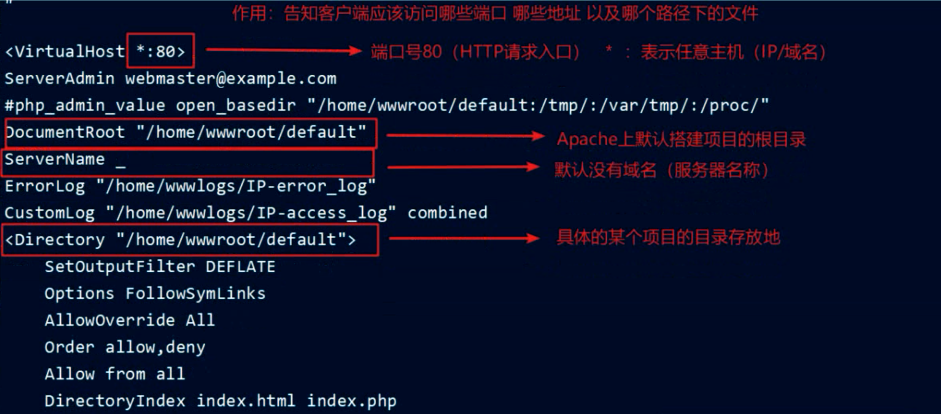 "
作用：告知客户端应该访问哪些端口 哪些地址 以及哪个路径下的文件
<VirtualHost *:80> 端口号80（HTTP请求入口） *：表示任意主机（IP/域名）
ServerAdmin webmaster@example.com
#php_admin_value open_basedir "/home/wwwroot/default:/tmp/:/var/tmp/:/proc/"
DocumentRoot "/home/wwwroot/default" Apache上默认搭建项目的根目录
ServerName _ 默认没有域名（服务器名称）
ErrorLog "/home/wwwlogs/IP-error_log"
CustomLog "/home/wwwlogs/IP-access_log" combined
<Directory "/home/wwwroot/default"> 具体的某个项目的目录存放地
SetOutputFilter DEFLATE
Options FollowSymLinks
AllowOverride All
Order allow,deny
Allow from all
DirectoryIndex index.html index.php